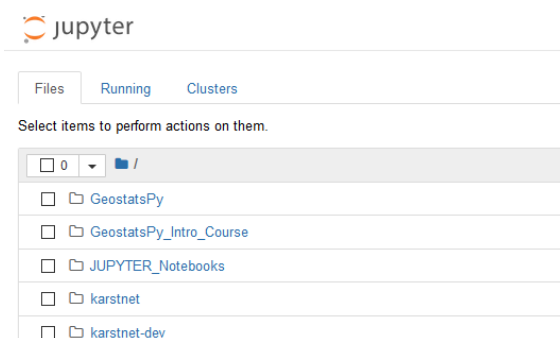 jupyter
Files Running Clusters
Select items to perform actions on them.
0 /
GeostatsPy
GeostatsPy_Intro_Course
JUPYTER_Notebooks
karstnet
karstnet-dev